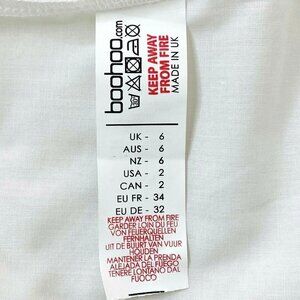 boohoo.com
KEEP AWAY
FROM FIRE
MADE IN UK
UK - 6
AUS - 6
NZ - 6
USA - 2
CAN - 2
EU FR - 34
EU DE - 32
KEEP AWAY FROM FIRE
GARDER LOIN DU FEU
VON FEUERQUELLEN
FERNHALTEN
UIT DE BUURT VAN VUUR
HOUDEN
MANTENER LA PRENDA
ALEJADA DEL FUEGO
TENERE LONTANO DAL
FUOCO